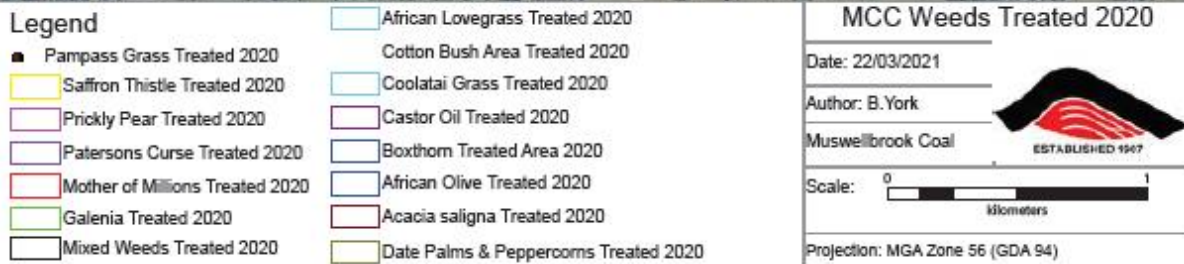 Legend
Pampass Grass Treated 2020
Saffron Thistle Treated 2020
Prickly Pear Treated 2020
Patersons Curse Treated 2020
Mother of Millions Treated 2020
Galenia Treated 2020
Mixed Weeds Treated 2020
African Lovegrass Treated 2020
Cotton Bush Area Treated 2020
Coolatai Grass Treated 2020
Castor Oil Treated 2020
Boxthorn Treated Area 2020
African Olive Treated 2020
Acacia saligna Treated 2020
Date Palms & Peppercorns Treated 2020
MCC Weeds Treated 2020
Date: 22/03/2021
Author: B.York
Muswellbrook Coal
ESTABLISHED 1907
Scale:
0 1
kilometers
Projection: MGA Zone 56 (GDA 94)